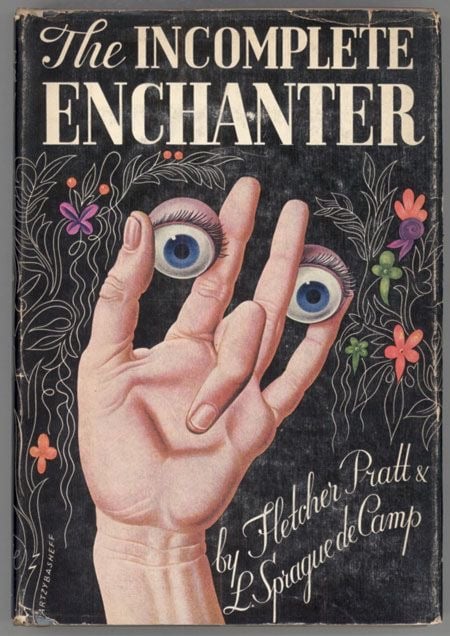 The INCOMPLETE
ENCHANTER
by Fletcher Pratt &
L. Sprague de Camp
ARTZYBASHEFF